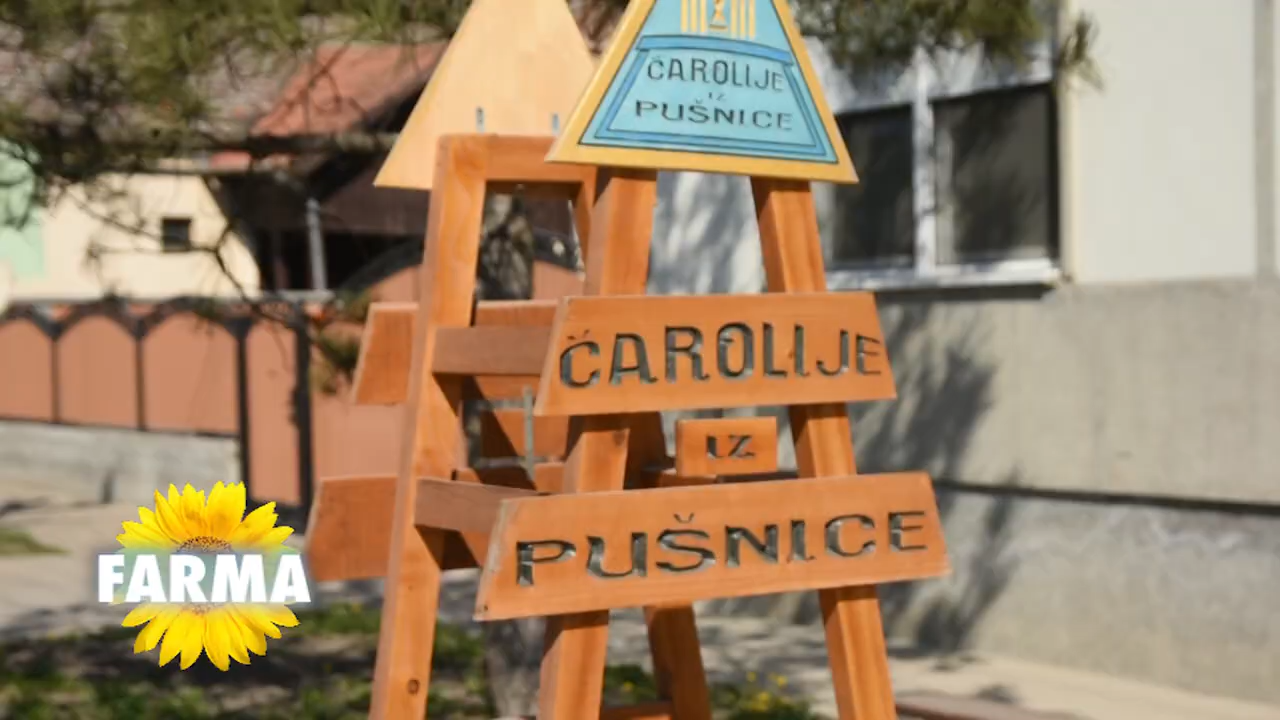 ČAROLIJE
IZ
PUŠNICE
ČAROLIJE
IZ
PUŠNICE
FARMA